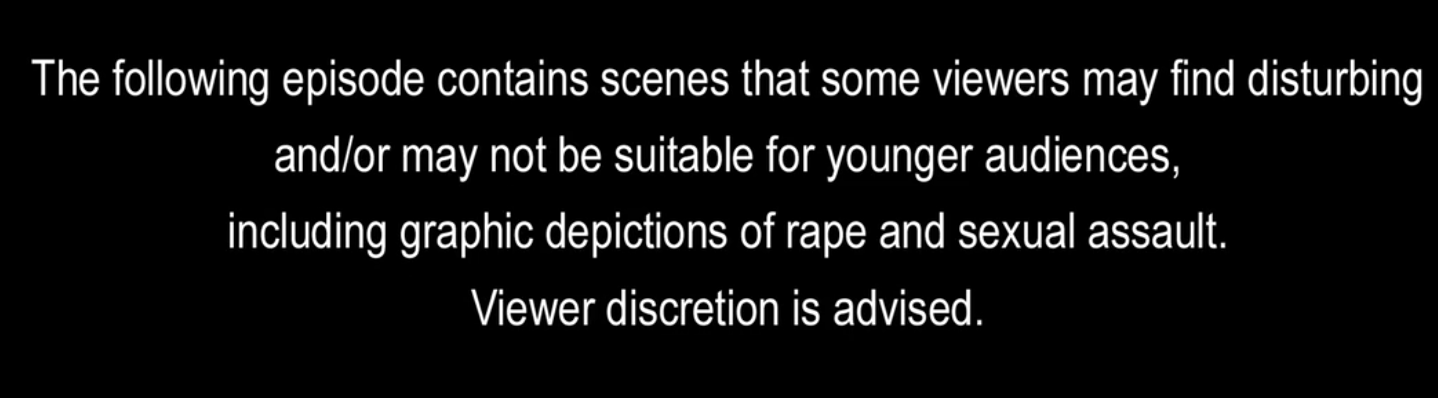 The following episode contains scenes that some viewers may find disturbing
and/or may not be suitable for younger audiences,
including graphic depictions of rape and sexual assault.
Viewer discretion is advised.